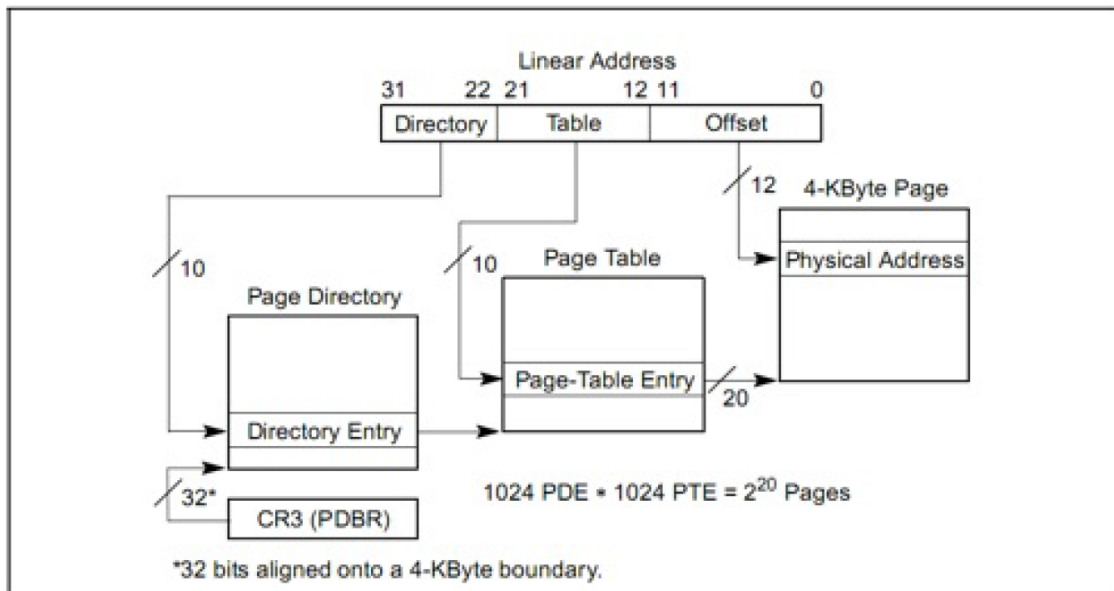 Linear Address
31 22 21 12 11 0
Directory Table Offset
12
4-KByte Page
Physical Address
10
10
Page Table
Page Directory
Page-Table Entry
20
Directory Entry
32*
CR3 (PDBR)
1024 PDE * 1024 PTE = 2²⁰ Pages
*32 bits aligned onto a 4-KByte boundary.